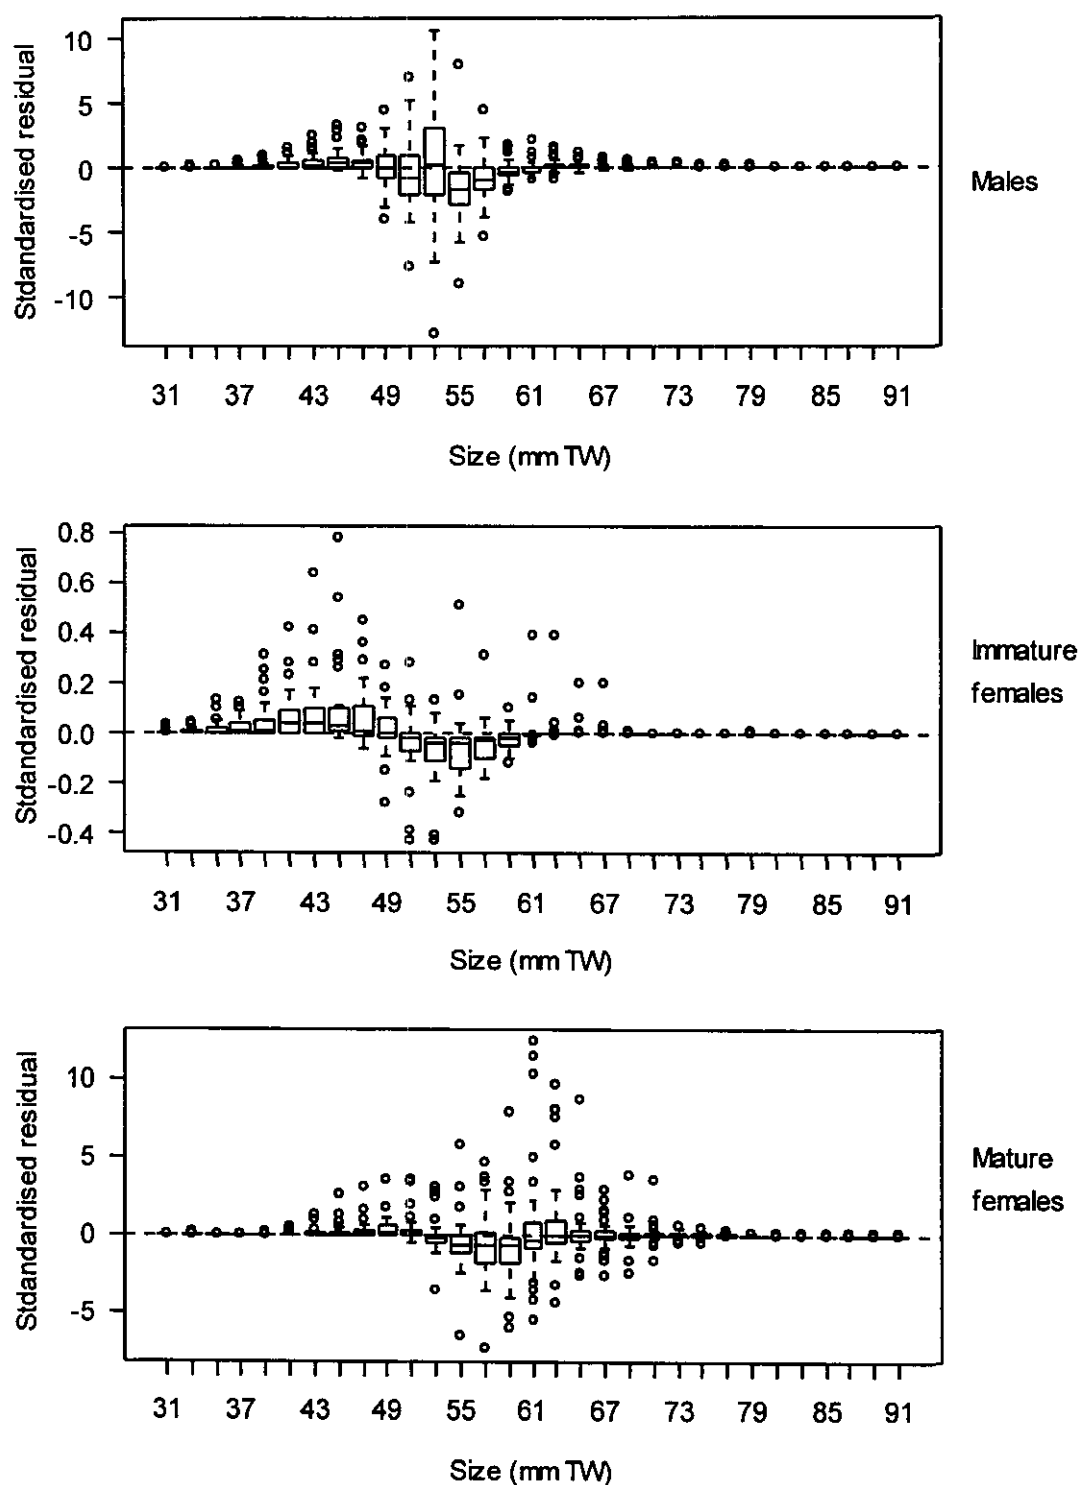 Stdandardised residual
10
5
0
-5
-10
31 37 43 49 55 61 67 73 79 85 91
Size (mm TW)
Males
Stdandardised residual
0.8
0.6
0.4
0.2
0.0
-0.2
-0.4
31 37 43 49 55 61 67 73 79 85 91
Size (mm TW)
Immature
females
Stdandardised residual
10
5
0
-5
31 37 43 49 55 61 67 73 79 85 91
Size (mm TW)
Mature
females